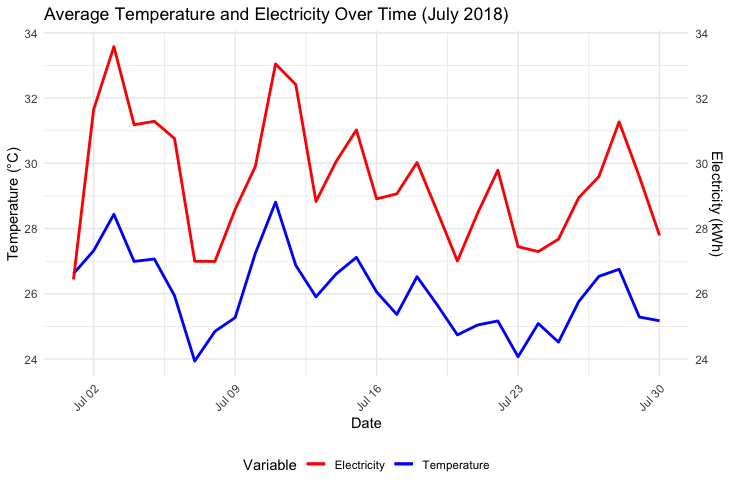 Average Temperature and Electricity Over Time (July 2018)
34
32
30
28
26
24
Temperature (°C)
34
32
30
28
26
24
Electricity (kWh)
Jul 02
Jul 09
Jul 16
Jul 23
Jul 30
Date
Variable Electricity Temperature